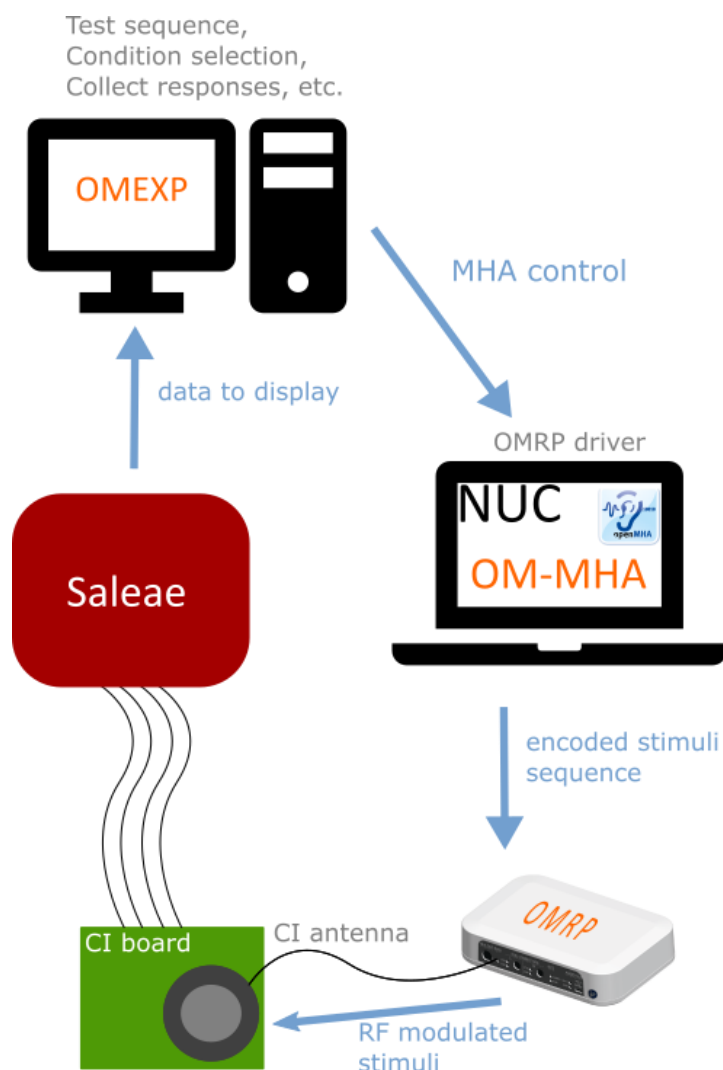 Test sequence,
Condition selection,
Collect responses, etc.
OMEXP
MHA control
data to display
OMRP driver
NUC
openMHA
OM-MHA
Saleae
encoded stimuli
sequence
OMRP
CI board
CI antenna
RF modulated
stimuli